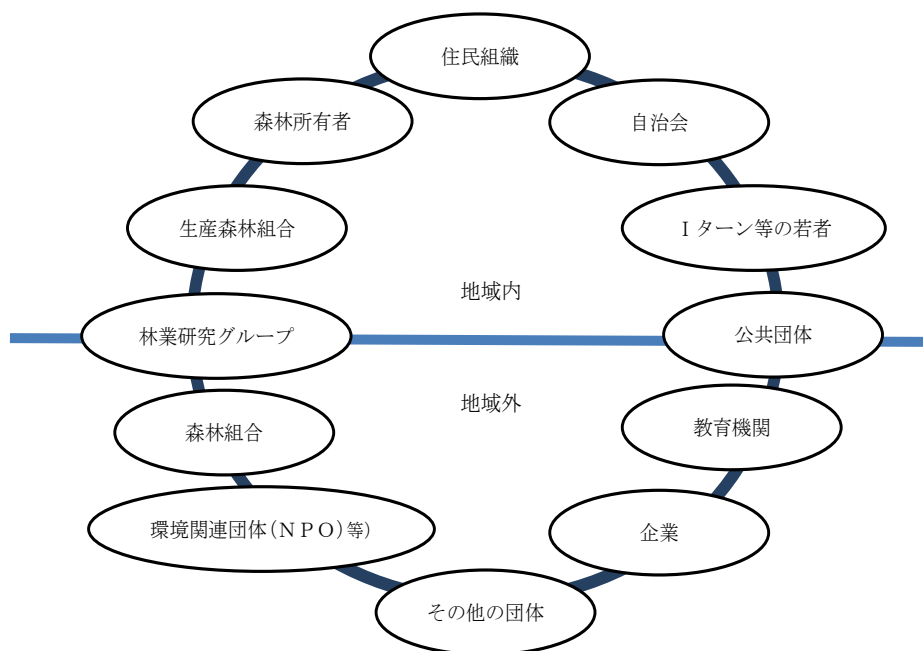 住民組織
森林所有者
自治会
生産森林組合
Ｉターン等の若者
地域内
林業研究グループ
公共団体
地域外
森林組合
教育機関
環境関連団体（ＮＰＯ）等）
企業
その他の団体